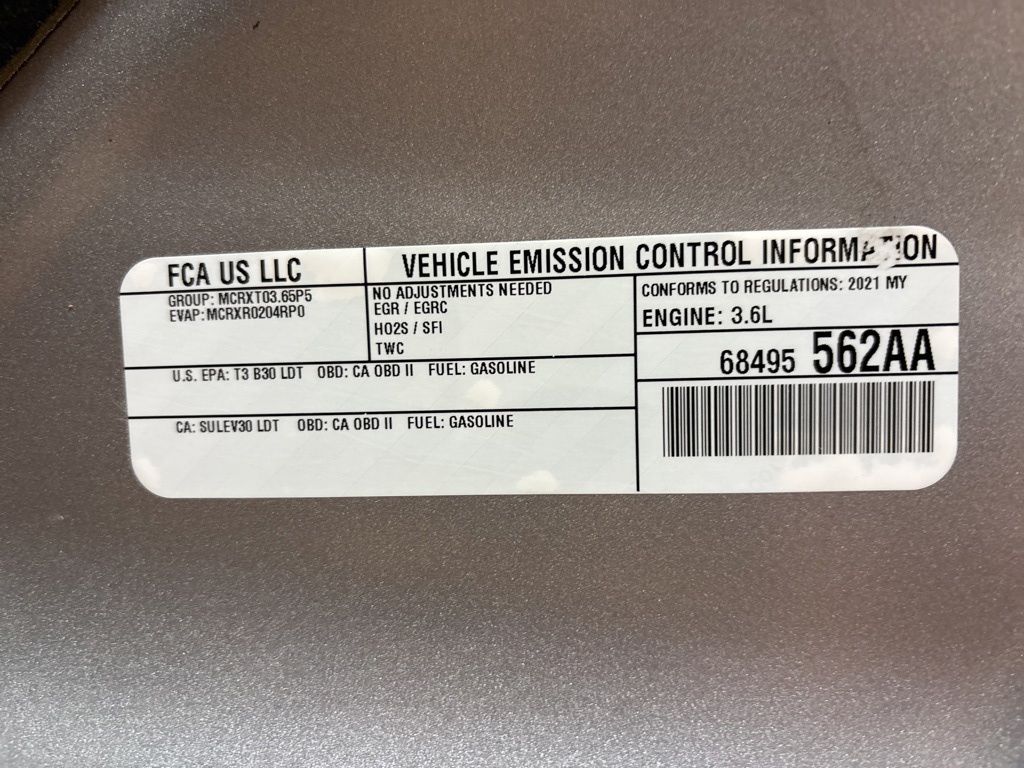 FCA US LLC
VEHICLE EMISSION CONTROL INFORMATION
GROUP: MCRXT03.65P5
EVAP: MCRXR0204RP0
NO ADJUSTMENTS NEEDED
EGR / EGRC
HO2S / SFI
TWC
CONFORMS TO REGULATIONS: 2021 MY
ENGINE: 3.6L
68495 562AA
U.S. EPA: T3 B30 LDT OBD: CA OBD II FUEL: GASOLINE
CA: SULEV30 LDT OBD: CA OBD II FUEL: GASOLINE